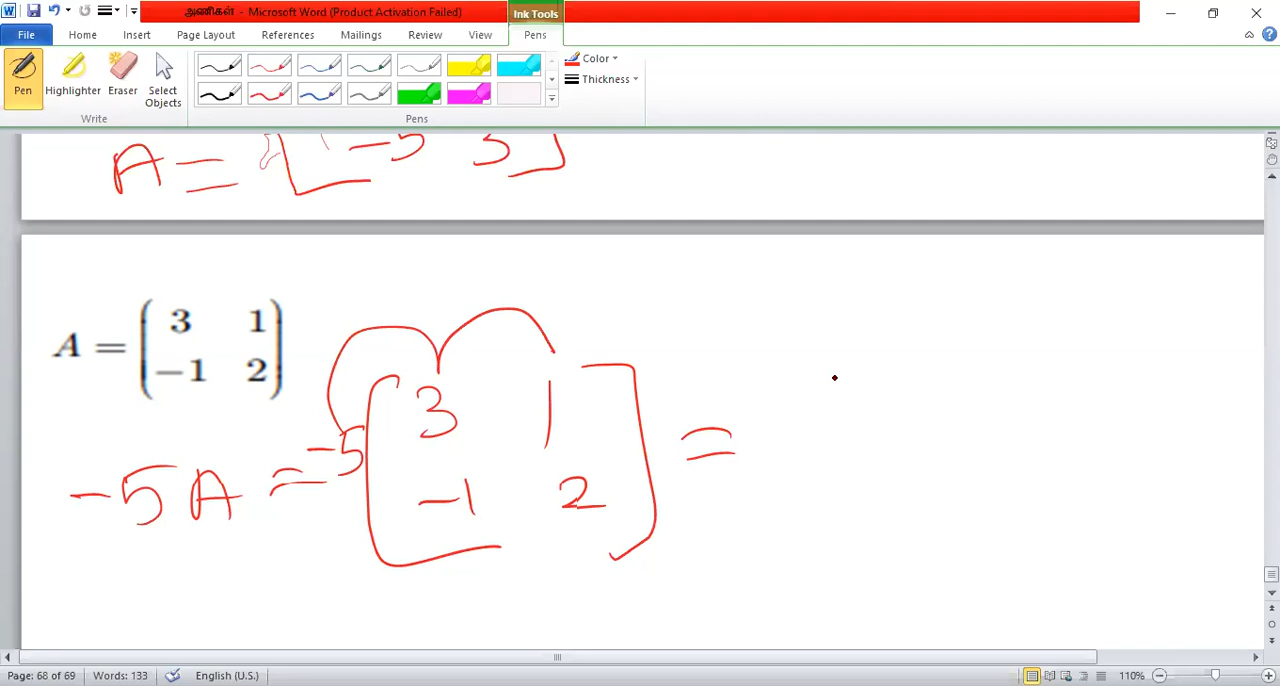 அணிகள் - Microsoft Word (Product Activation Failed)
Ink Tools
File Home Insert Page Layout References Mailings Review View Pens
Pen Highlighter Eraser Select Objects
Color
Thickness
Write Pens
A = -5 3
A = ( 3 1
-1 2 )
-5A = -5 [ 3 1
-1 2 ] =
Page: 68 of 69 Words: 133 English (U.S.) 110%